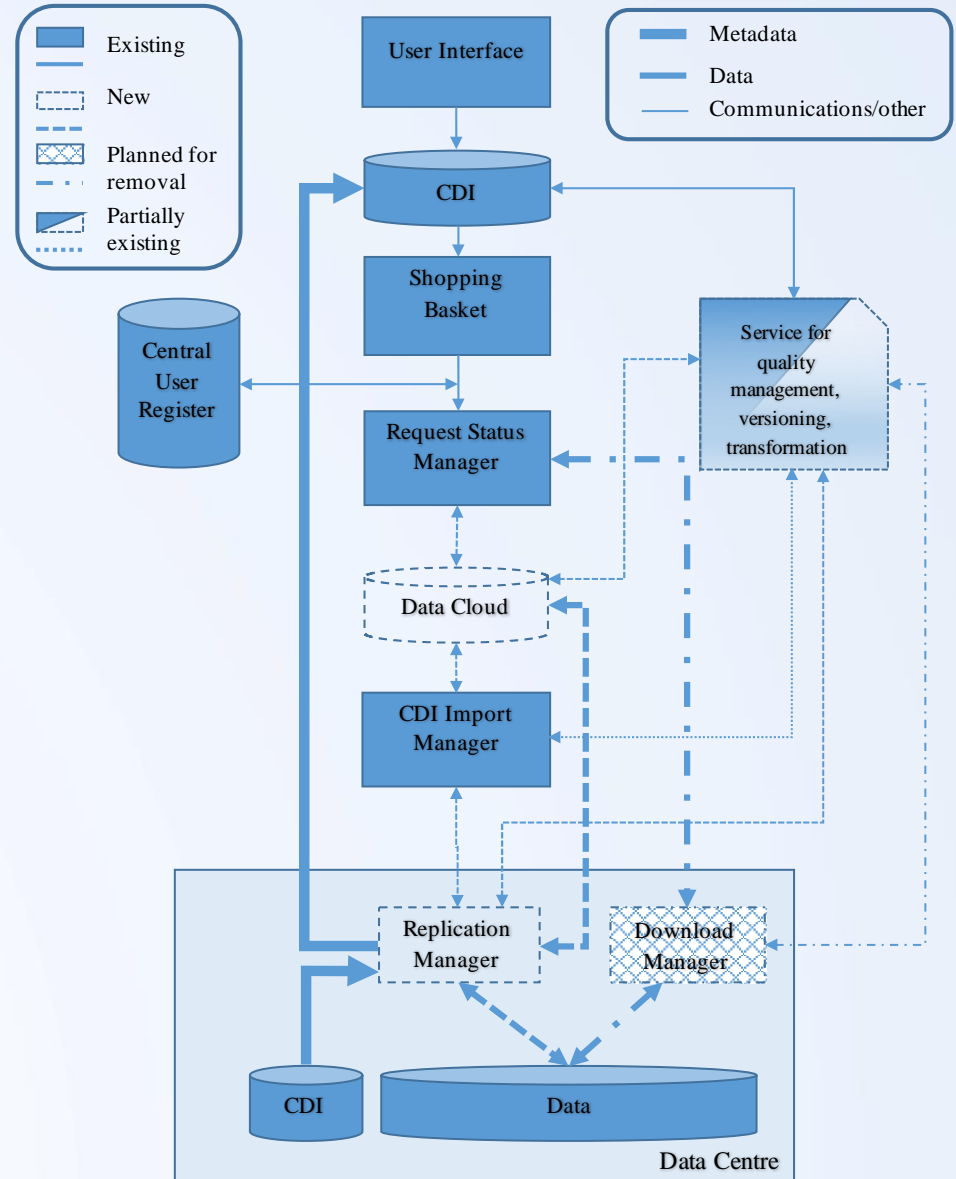 Existing
New
Planned for
removal
Partially
existing
User Interface
Metadata
Data
Communications/other
CDI
Shopping
Basket
Central
User
Register
Service for
quality
management,
versioning,
transformation
Request Status
Manager
Data Cloud
CDI Import
Manager
Replication
Manager
Download
Manager
CDI
Data
Data Centre